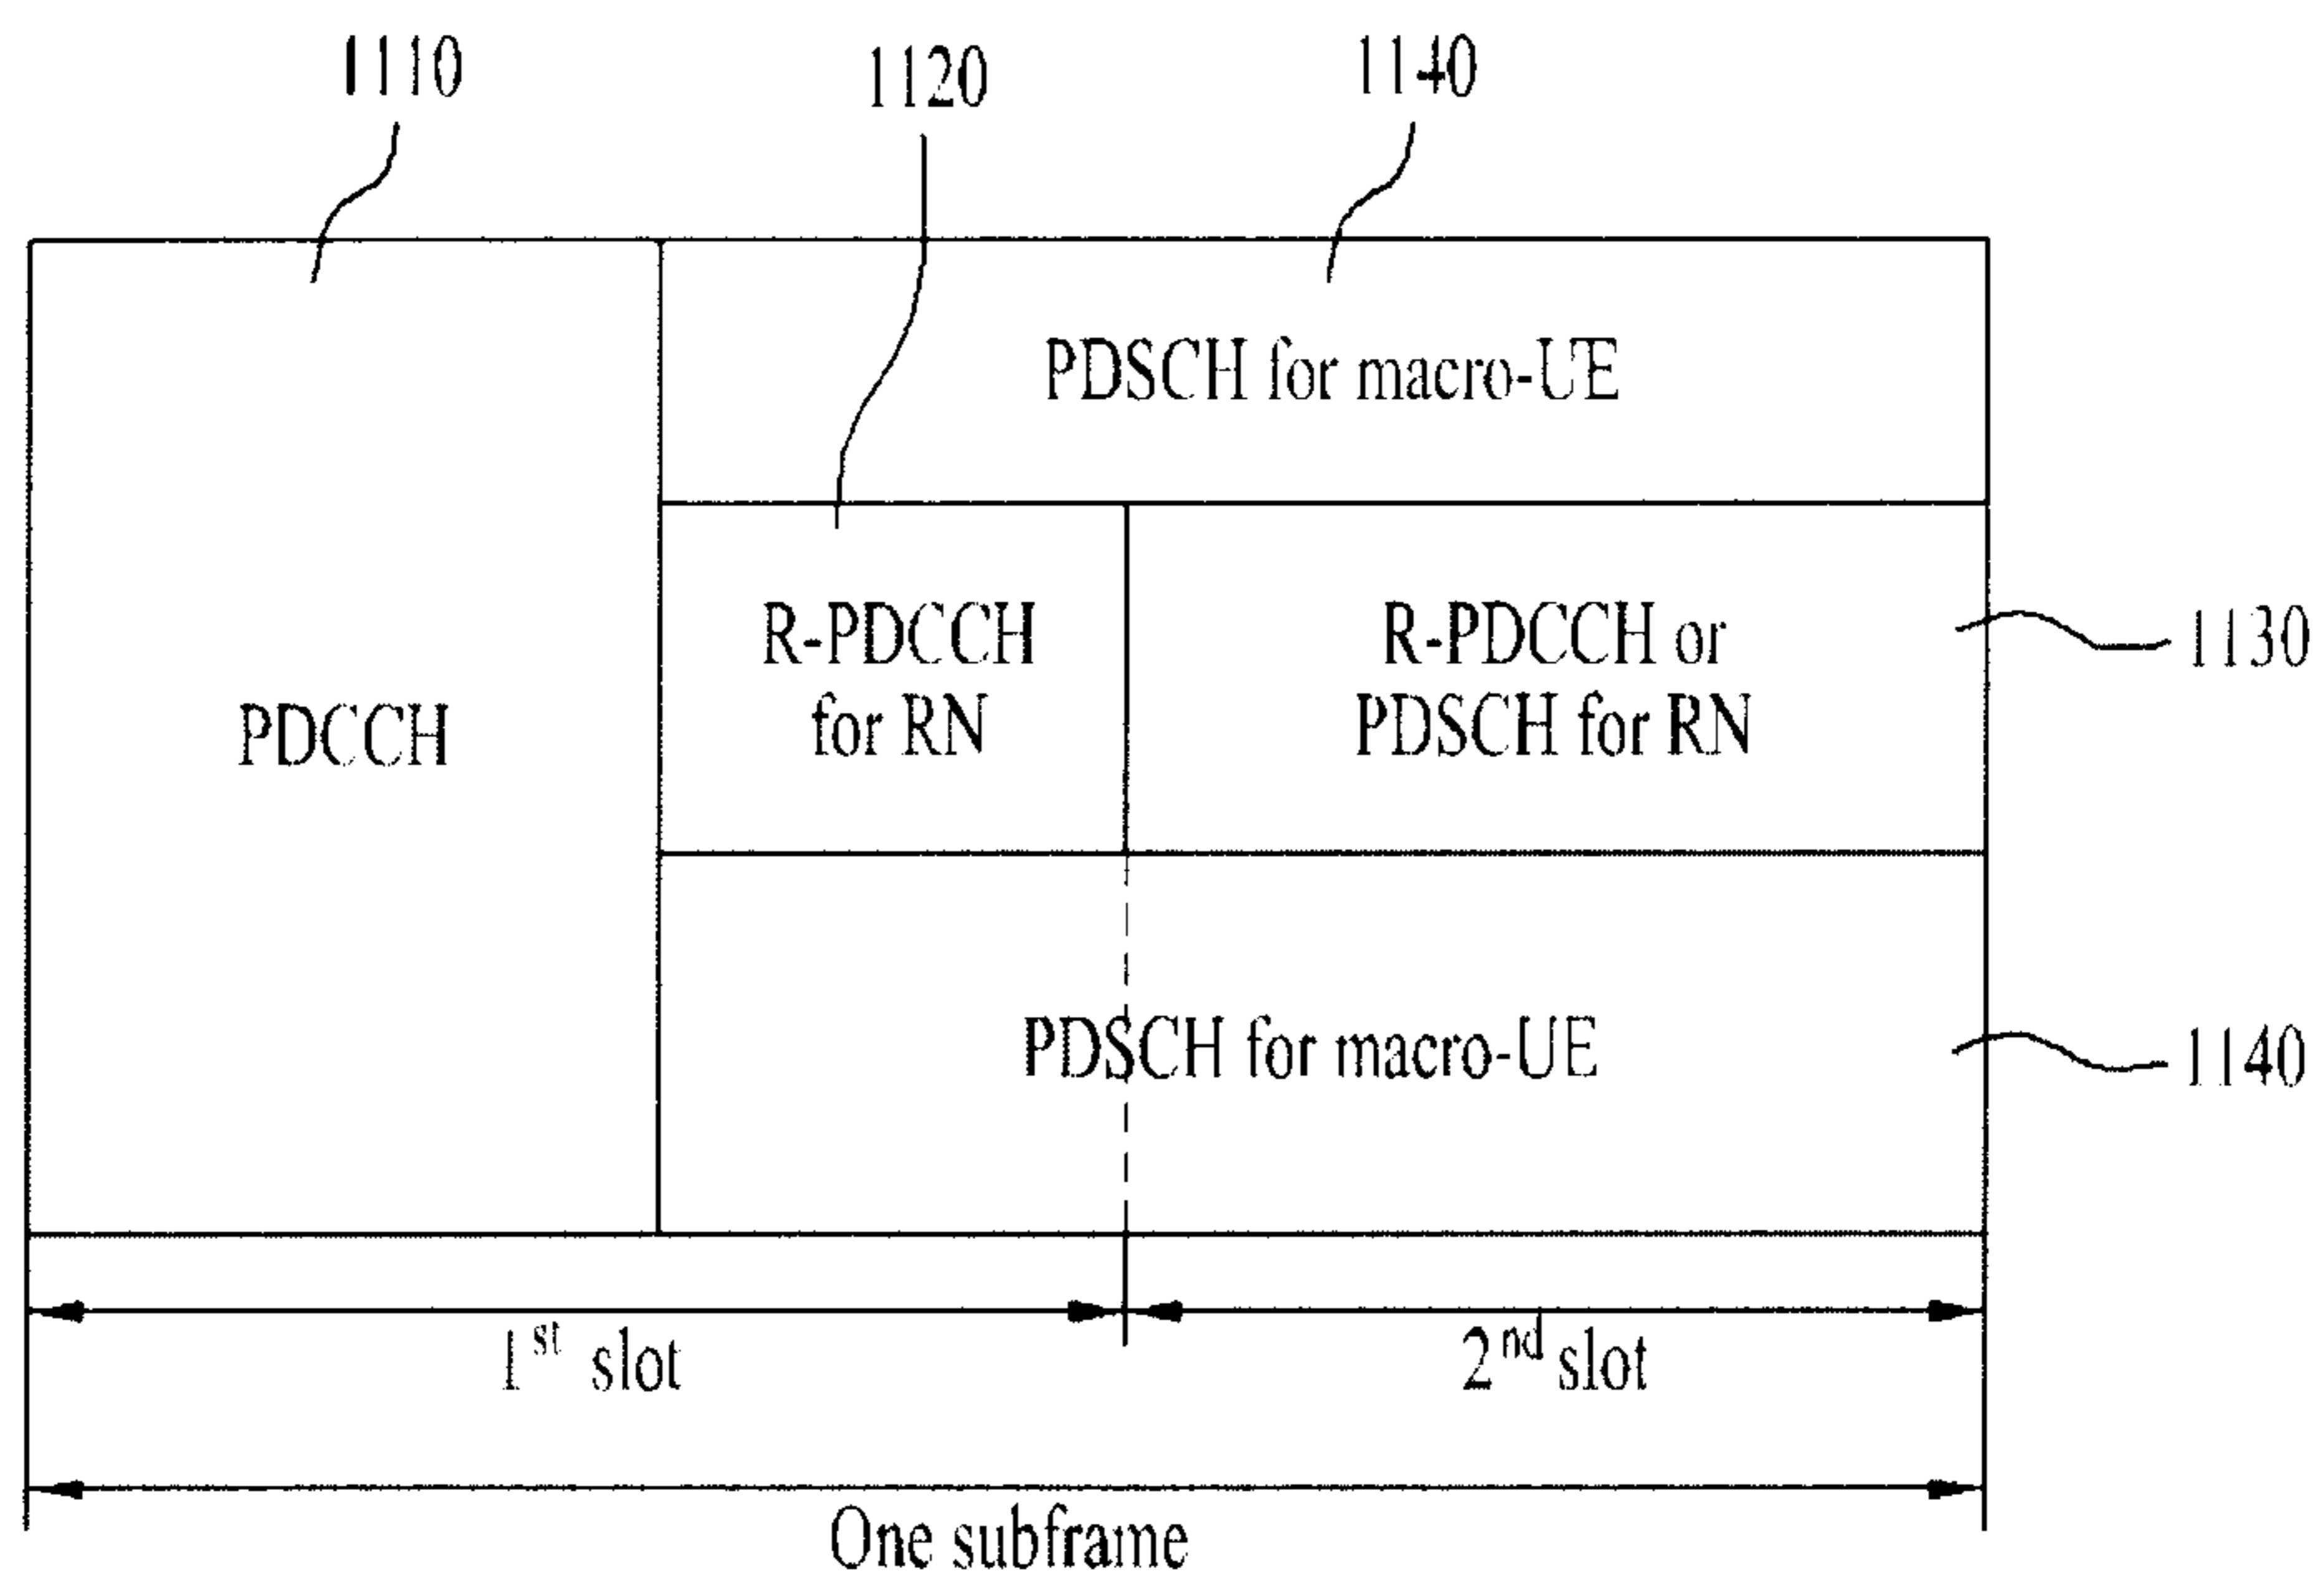 1110
1120
1140
PDSCH for macro-UE
R-PDCCH
for RN
R-PDCCH or
PDSCH for RN
1130
PDCCH
PDSCH for macro-UE
1140
1st slot
2nd slot
One subframe